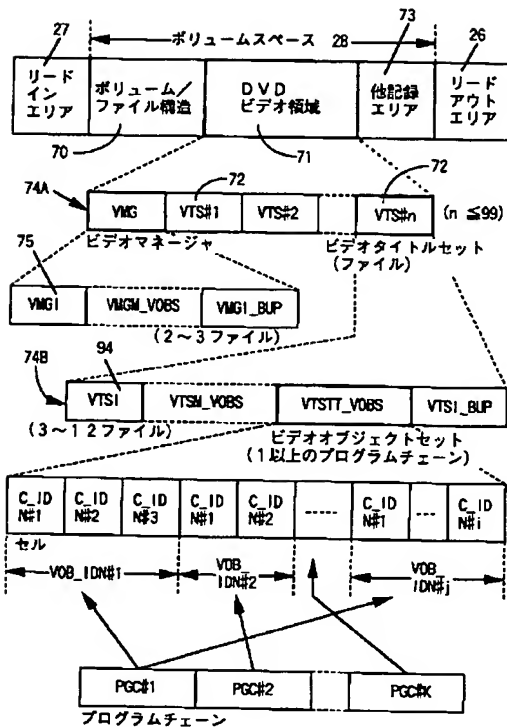 27
ボリュームスペース 28
73
26
リード
イン
エリア
ボリューム/
ファイル構造
DVD
ビデオ領域
他記録
エリア
リード
アウト
エリア
70
71
72
72
74A
VMG
VTS#1
VTS#2
VTS#n
(n ≦99)
ビデオマネージャ
ビデオタイトルセット
(ファイル)
75
VMGI
VMGM_VOBS
VMGI_BUP
(2〜3ファイル)
94
74B
VTSI
VTSM_VOBS
VTSTT_VOBS
VTSI_BUP
(3〜12ファイル)
ビデオオブジェクトセット
(1以上のプログラムチェーン)
C_ID
N#1
C_ID
N#2
C_ID
N#3
C_ID
N#1
C_ID
N#2
-----
C_ID
N#1
---
C_ID
N#i
セル
VOB_IDN#1
VOB_
IDN#2
-----
VOB_
IDN#j
PGC#1
PGC#2
PGC#K
プログラムチェーン